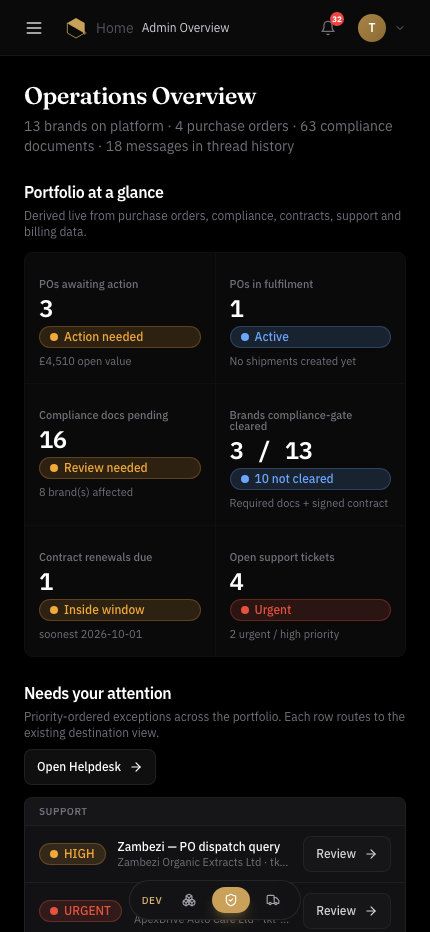 Home Admin Overview 32 T
Operations Overview
13 brands on platform · 4 purchase orders · 63 compliance
documents · 18 messages in thread history
Portfolio at a glance
Derived live from purchase orders, compliance, contracts, support and
billing data.
POs awaiting action
3
Action needed
£4,510 open value
POs in fulfilment
1
Active
No shipments created yet
Compliance docs pending
16
Review needed
8 brand(s) affected
Brands compliance-gate
cleared
3 / 13
10 not cleared
Required docs + signed contract
Contract renewals due
1
Inside window
soonest 2026-10-01
Open support tickets
4
Urgent
2 urgent / high priority
Needs your attention
Priority-ordered exceptions across the portfolio. Each row routes to the
existing destination view.
Open Helpdesk
SUPPORT
HIGH
Zambezi — PO dispatch query
Zambezi Organic Extracts Ltd · tk...
Review
URGENT
ApexDrive Auto Care Ltd · tkt-...
Review
DEV